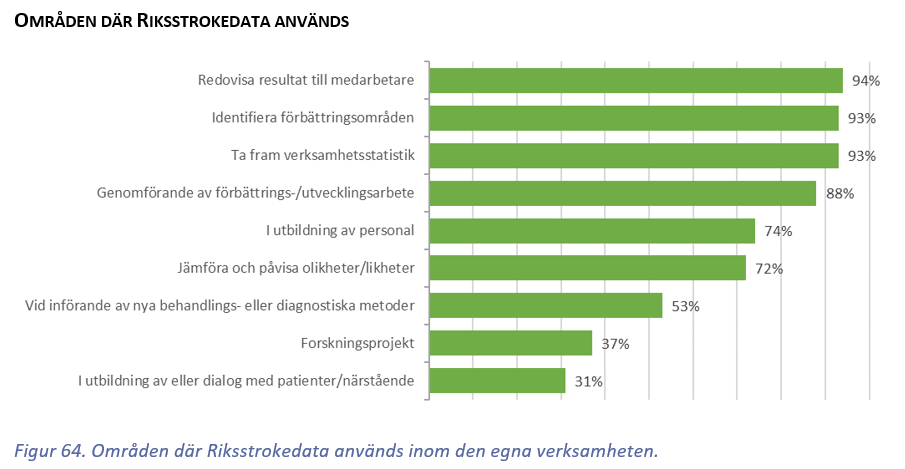 OMRÅDEN DÄR RIKSSTROKEDATA ANVÄNDS
Redovisa resultat till medarbetare 94%
Identifiera förbättringsområden 93%
Ta fram verksamhetsstatistik 93%
Genomförande av förbättrings-/utvecklingsarbete 88%
I utbildning av personal 74%
Jämföra och påvisa olikheter/likheter 72%
Vid införande av nya behandlings- eller diagnostiska metoder 53%
Forskningsprojekt 37%
I utbildning av eller dialog med patienter/närstående 31%
Figur 64. Områden där Riksstrokedata används inom den egna verksamheten.